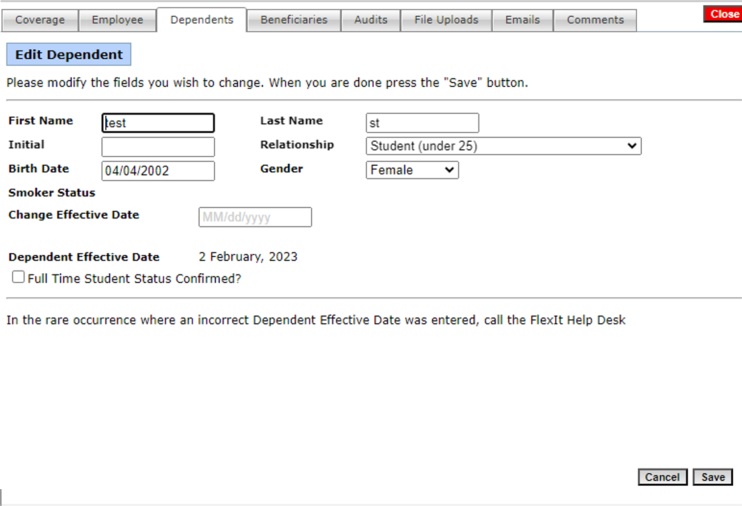 Coverage Employee Dependents Beneficiaries Audits File Uploads Emails Comments Close
Edit Dependent
Please modify the fields you wish to change. When you are done press the "Save" button.
First Name test Last Name st
Initial Relationship Student (under 25)
Birth Date 04/04/2002 Gender Female
Smoker Status
Change Effective Date MM/dd/yyyy
Dependent Effective Date 2 February, 2023
Full Time Student Status Confirmed?
In the rare occurrence where an incorrect Dependent Effective Date was entered, call the FlexIt Help Desk
Cancel Save